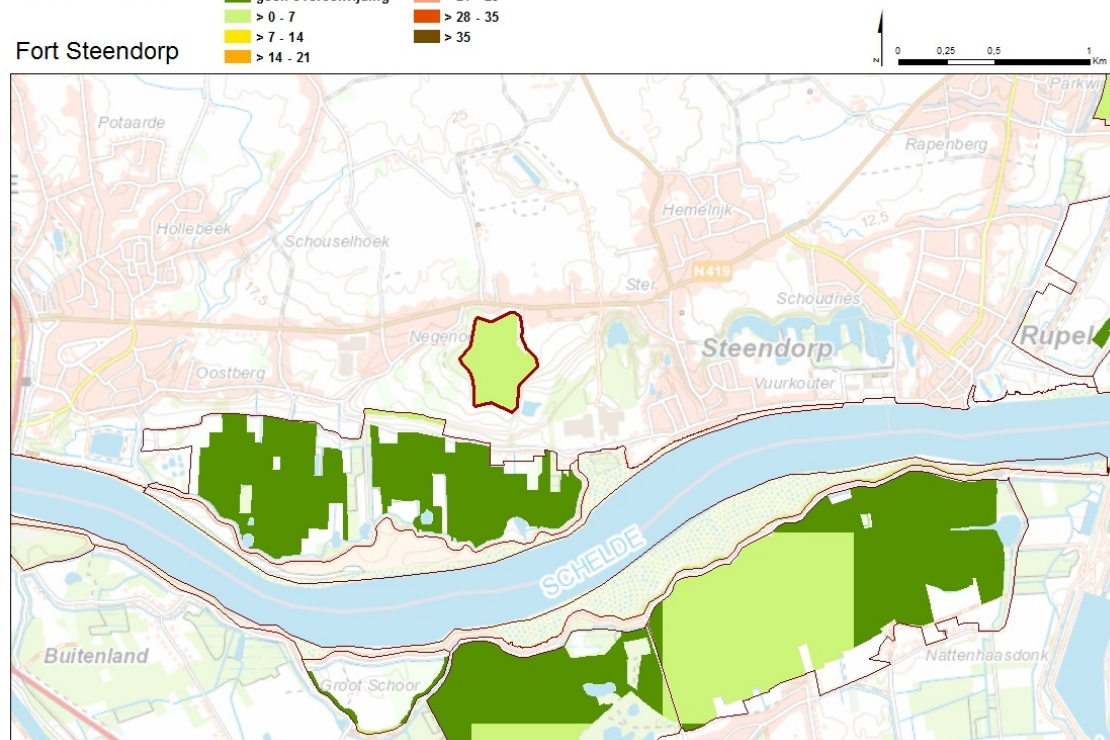 > 0 - 7
> 28 - 35
> 7 - 14
> 35
> 14 - 21
Fort Steendorp
N
0
0,25
0,5
1
Km
Potaarde
25
Rapenberg
Hollebeek
Schouselhoek
Hemelrijk
12.5
17.5
N419
Ster
Schoudries
Negeno
Steendorp
Rupel
Oostberg
Vuurkouter
SCHELDE
Buitenland
Groot Schoor
Nattenhaasdonk